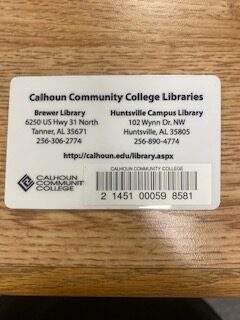 Calhoun Community College Libraries
Brewer Library
6250 US Hwy 31 North
Tanner, AL 35671
256-306-2774
Huntsville Campus Library
102 Wynn Dr. NW
Huntsville, AL 35805
256-890-4774
http://calhoun.edu/library.aspx
CALHOUN
COMMUNITY
COLLEGE
CALHOUN COMMUNITY COLLEGE
2 1451 00059 8581